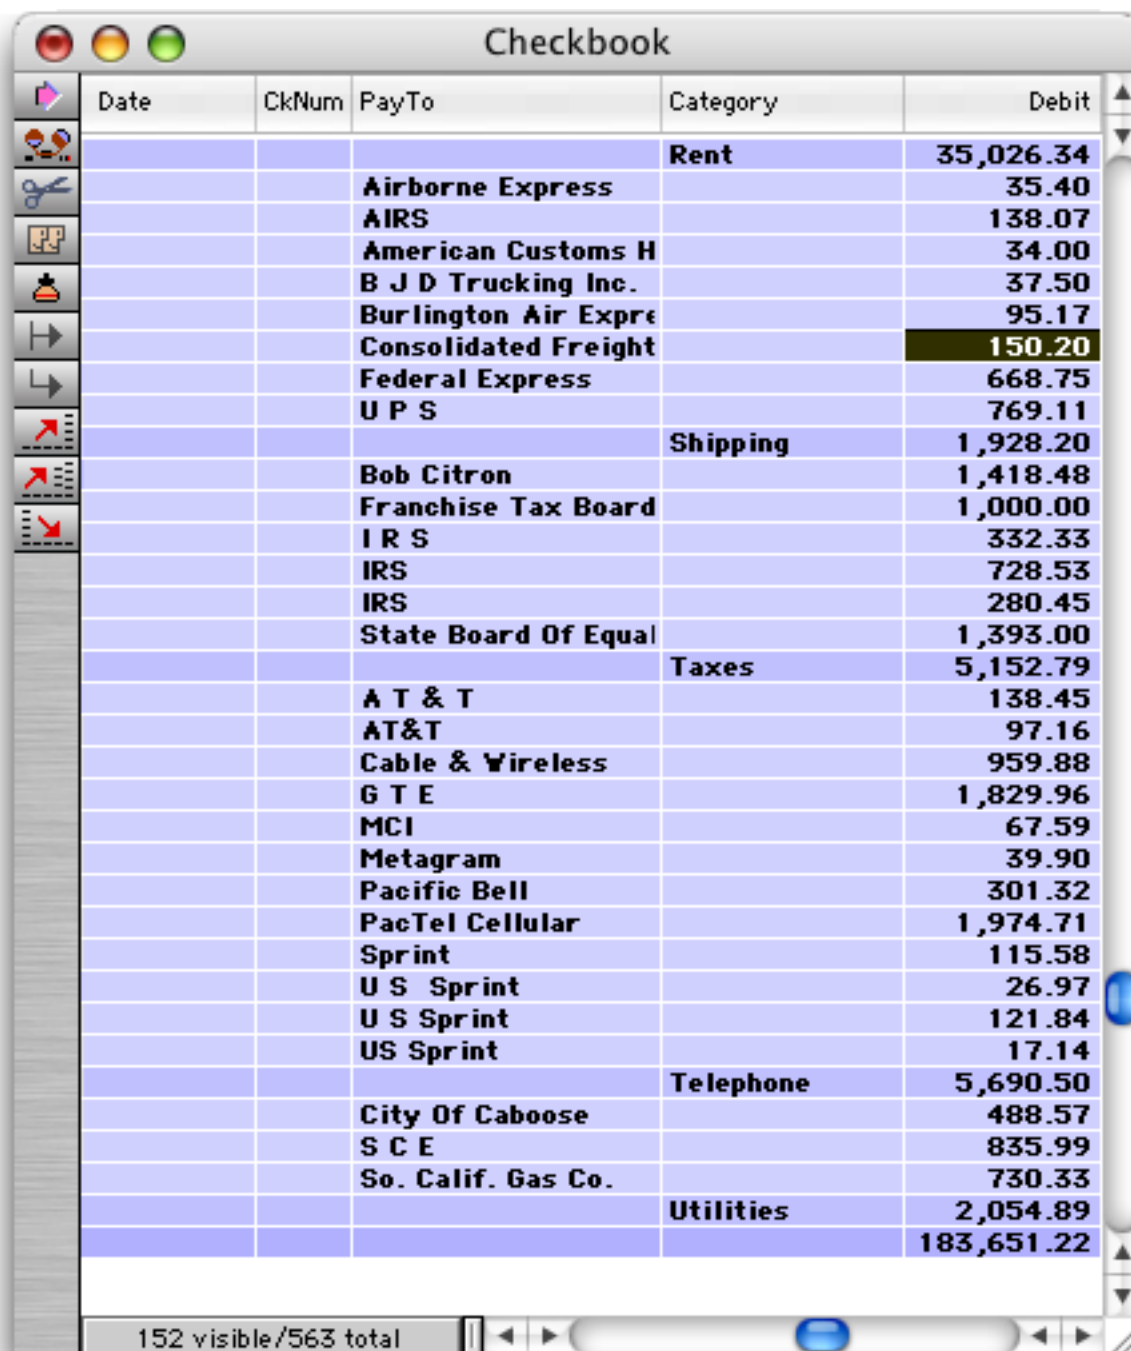 Checkbook
Date CkNum PayTo Category Debit
Rent 35,026.34
Airborne Express 35.40
AIRS 138.07
American Customs H 34.00
B J D Trucking Inc. 37.50
Burlington Air Expre 95.17
Consolidated Freight 150.20
Federal Express 668.75
U P S 769.11
Shipping 1,928.20
Bob Citron 1,418.48
Franchise Tax Board 1,000.00
I R S 332.33
IRS 728.53
IRS 280.45
State Board Of Equal 1,393.00
Taxes 5,152.79
A T & T 138.45
AT&T 97.16
Cable & Wireless 959.88
G T E 1,829.96
MCI 67.59
Metagram 39.90
Pacific Bell 301.32
PacTel Cellular 1,974.71
Sprint 115.58
U S  Sprint 26.97
U S Sprint 121.84
US Sprint 17.14
Telephone 5,690.50
City Of Caboose 488.57
S C E 835.99
So. Calif. Gas Co. 730.33
Utilities 2,054.89
183,651.22
152 visible/563 total